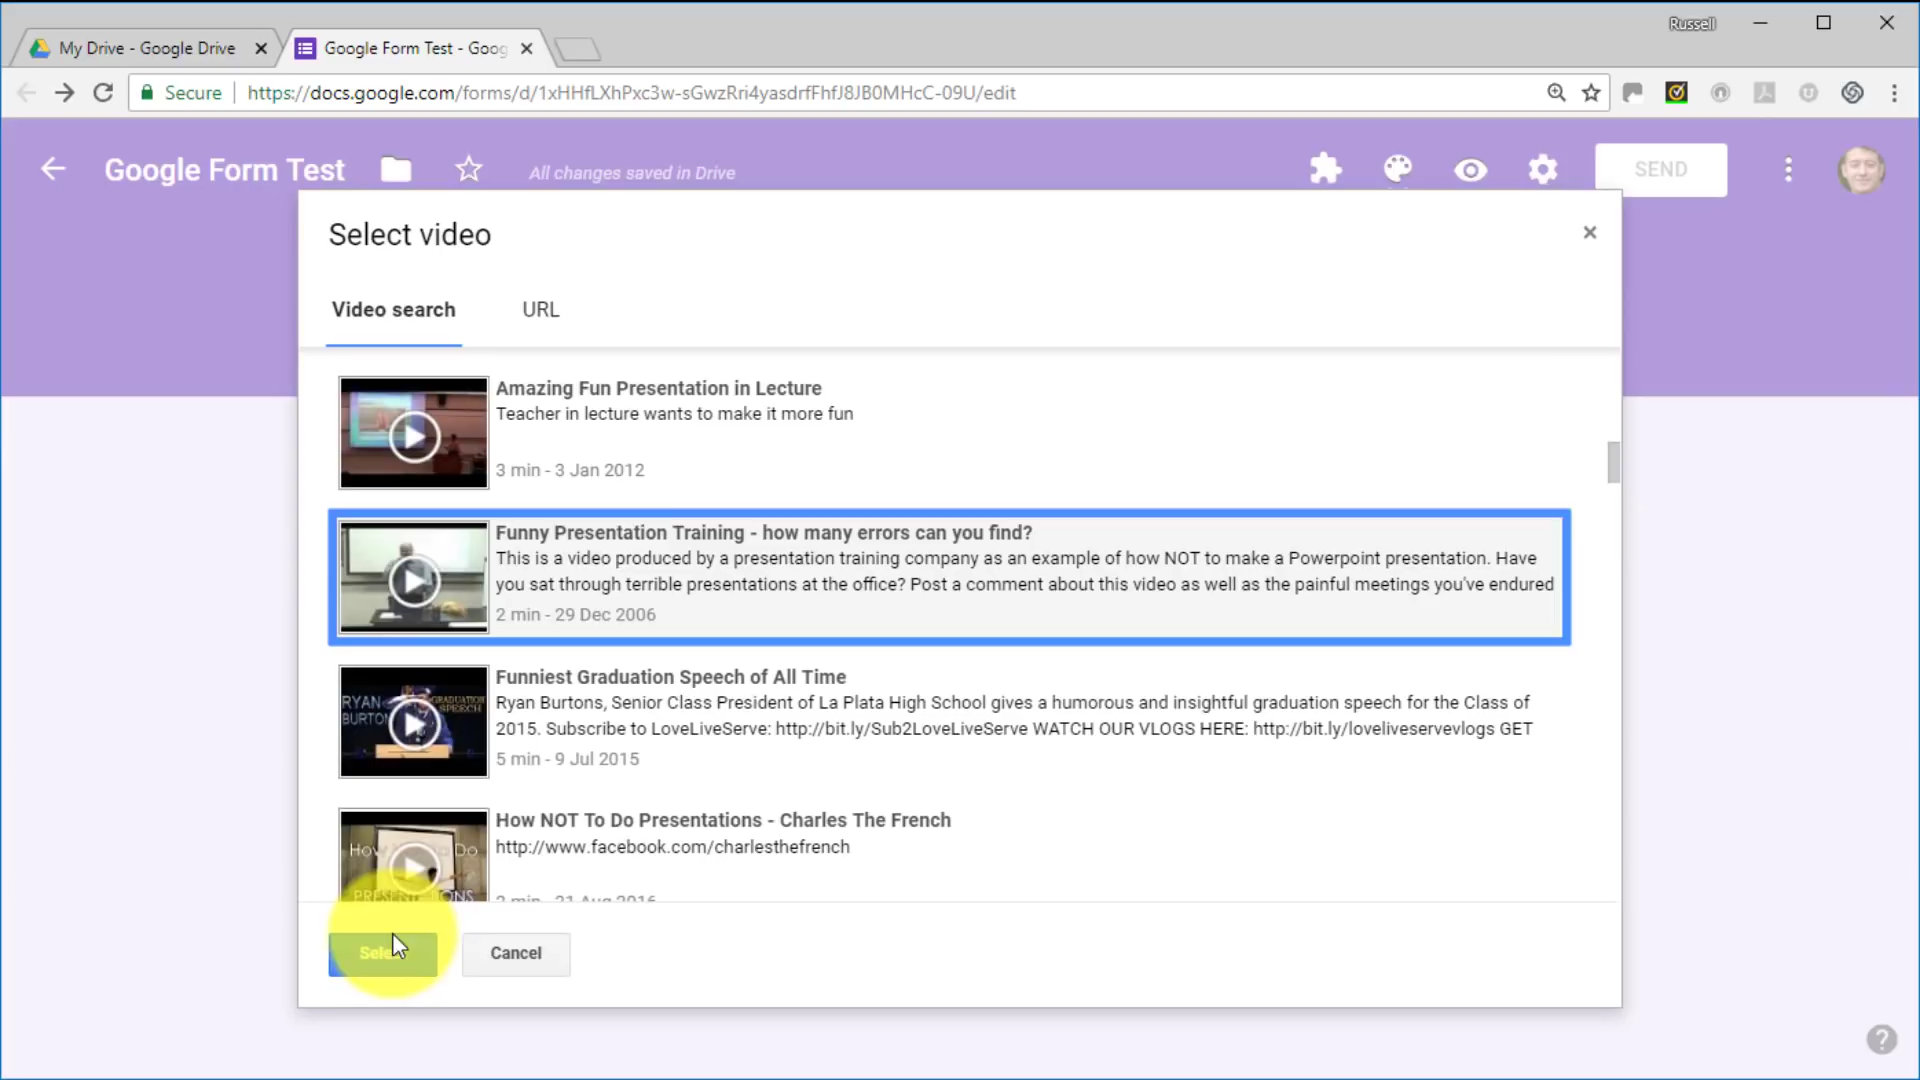 Russell
My Drive - Google Drive
Google Form Test - Goog
Secure
https://docs.google.com/forms/d/1xHHfLXhPxc3w-sGwzRri4yasdrfFhfJ8JB0MHcC-09U/edit
Google Form Test
All changes saved in Drive
SEND
Select video
Video search
URL
Amazing Fun Presentation in Lecture
Teacher in lecture wants to make it more fun
3 min - 3 Jan 2012
Funny Presentation Training - how many errors can you find?
This is a video produced by a presentation training company as an example of how NOT to make a Powerpoint presentation. Have
you sat through terrible presentations at the office? Post a comment about this video as well as the painful meetings you've endured
2 min - 29 Dec 2006
RYAN
BURTON
GRADUATION
SPEECH
Funniest Graduation Speech of All Time
Ryan Burtons, Senior Class President of La Plata High School gives a humorous and insightful graduation speech for the Class of
2015. Subscribe to LoveLiveServe: http://bit.ly/Sub2LoveLiveServe WATCH OUR VLOGS HERE: http://bit.ly/loveliveservevlogs GET
5 min - 9 Jul 2015
How NOT To Do Presentations - Charles The French
http://www.facebook.com/charlesthefrench
Cancel